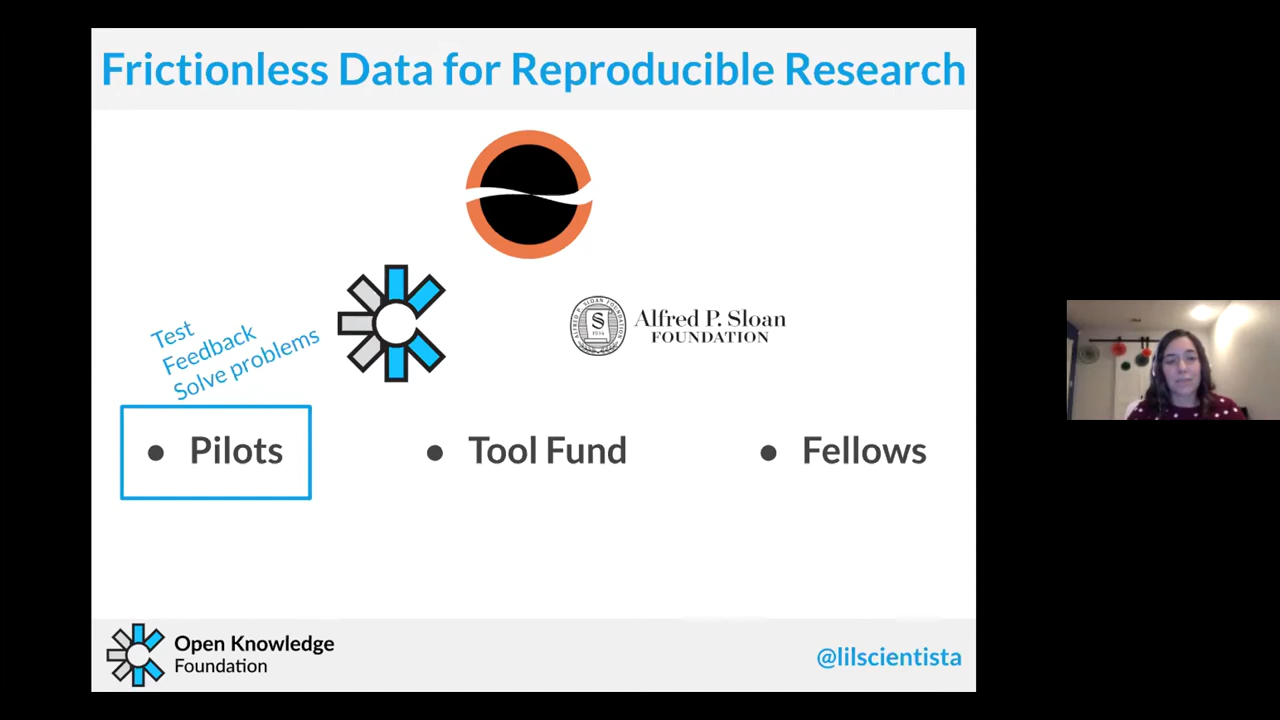 Frictionless Data for Reproducible Research
Alfred P. Sloan
FOUNDATION
Test
Feedback
Solve problems
• Pilots
• Tool Fund
• Fellows
Open Knowledge
Foundation
@lilscientista